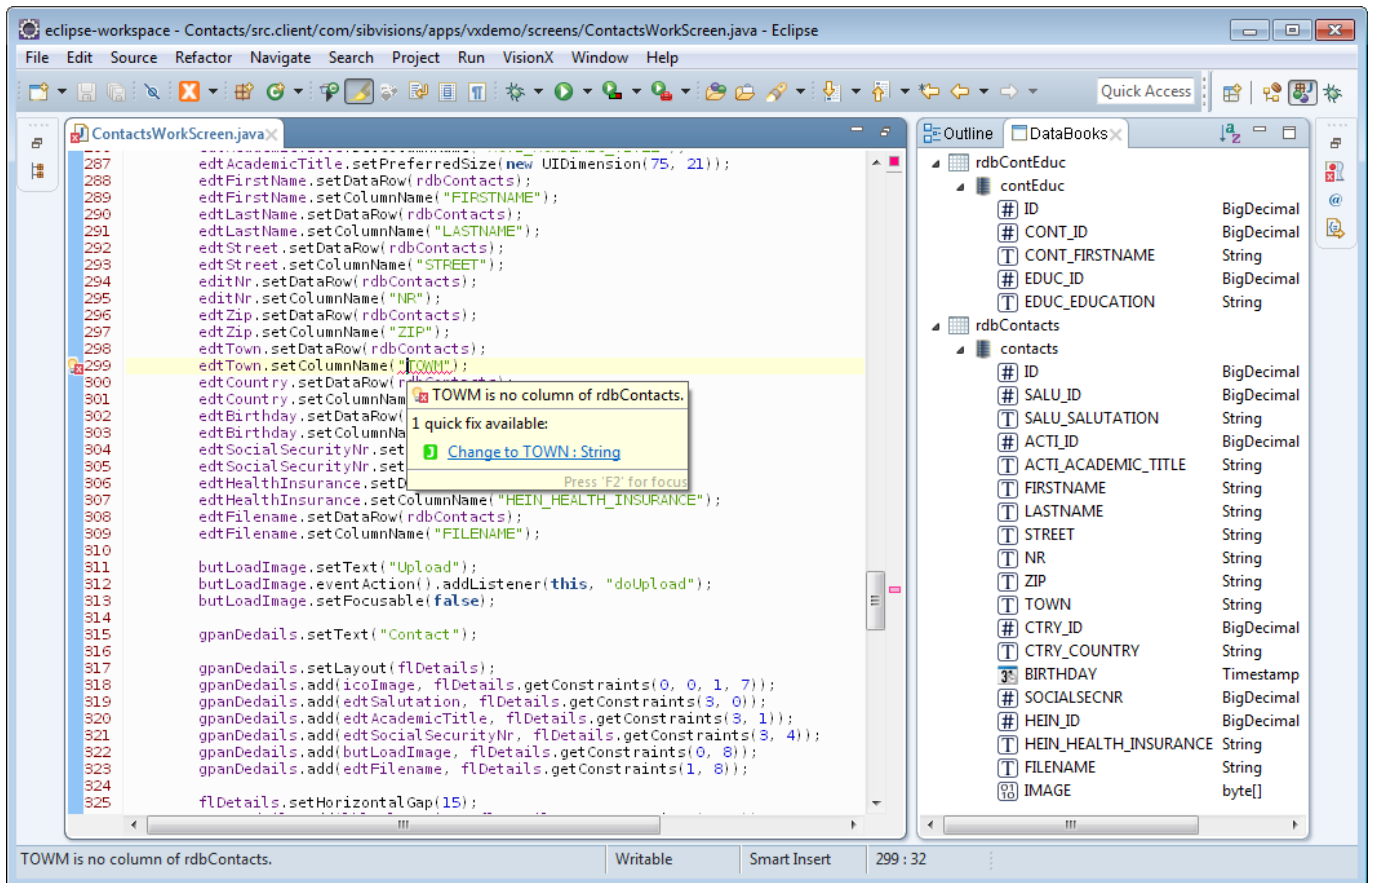 eclipse-workspace - Contacts/src.client/com/sibvisions/apps/vxdemo/screens/ContactsWorkScreen.java - Eclipse
File Edit Source Refactor Navigate Search Project Run VisionX Window Help
Quick Access
ContactsWorkScreen.java
287 edtAcademicTitle.setPreferredSize(new UIDimension(75, 21));
288 edtFirstName.setDataRow(rdbContacts);
289 edtFirstName.setColumnName("FIRSTNAME");
290 edtLastName.setDataRow(rdbContacts);
291 edtLastName.setColumnName("LASTNAME");
292 edtStreet.setDataRow(rdbContacts);
293 edtStreet.setColumnName("STREET");
294 editNr.setDataRow(rdbContacts);
295 editNr.setColumnName("NR");
296 edtZip.setDataRow(rdbContacts);
297 edtZip.setColumnName("ZIP");
298 edtTown.setDataRow(rdbContacts);
299 edtTown.setColumnName("TOWM");
300 edtCountry.setDataRow(rdbContacts);
301 edtCountry.setColumnNam
302 edtBirthday.setDataRow(
303 edtBirthday.setColumnNa
304 edtSocialSecurityNr.set
305 edtSocialSecurityNr.set
306 edtHealthInsurance.setD
307 edtHealthInsurance.setColumnName("HEIN_HEALTH_INSURANCE");
308 edtFilename.setDataRow(rdbContacts);
309 edtFilename.setColumnName("FILENAME");
310
311 butLoadImage.setText("Upload");
312 butLoadImage.eventAction().addListener(this, "doUpload");
313 butLoadImage.setFocusable(false);
314
315 gpanDedails.setText("Contact");
316
317 gpanDedails.setLayout(flDetails);
318 gpanDedails.add(icoImage, flDetails.getConstraints(0, 0, 1, 7));
319 gpanDedails.add(edtSalutation, flDetails.getConstraints(3, 0));
320 gpanDedails.add(edtAcademicTitle, flDetails.getConstraints(3, 1));
321 gpanDedails.add(edtSocialSecurityNr, flDetails.getConstraints(3, 4));
322 gpanDedails.add(butLoadImage, flDetails.getConstraints(0, 8));
323 gpanDedails.add(edtFilename, flDetails.getConstraints(1, 8));
324
325 flDetails.setHorizontalGap(15);
TOWM is no column of rdbContacts.
1 quick fix available:
Change to TOWN : String
Press 'F2' for focus
Outline DataBooks
rdbContEduc
contEduc
ID BigDecimal
CONT_ID BigDecimal
CONT_FIRSTNAME String
EDUC_ID BigDecimal
EDUC_EDUCATION String
rdbContacts
contacts
ID BigDecimal
SALU_ID BigDecimal
SALU_SALUTATION String
ACTI_ID BigDecimal
ACTI_ACADEMIC_TITLE String
FIRSTNAME String
LASTNAME String
STREET String
NR String
ZIP String
TOWN String
CTRY_ID BigDecimal
CTRY_COUNTRY String
BIRTHDAY Timestamp
SOCIALSECNR BigDecimal
HEIN_ID BigDecimal
HEIN_HEALTH_INSURANCE String
FILENAME String
IMAGE byte[]
TOWM is no column of rdbContacts. Writable Smart Insert 299 : 32